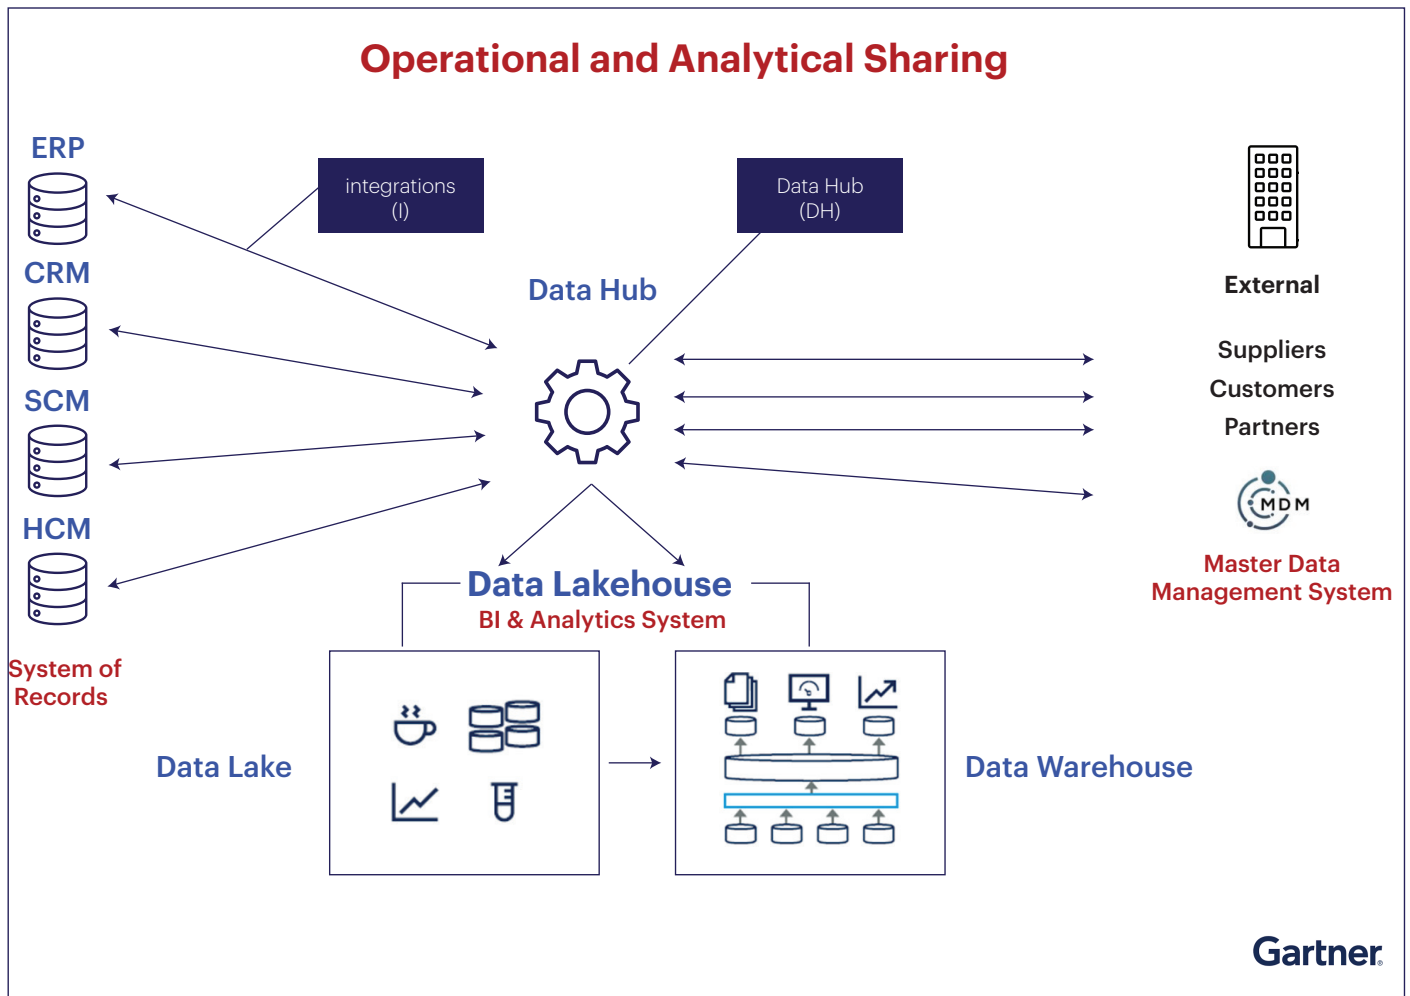 Operational and Analytical Sharing
ERP
integrations
(I)
Data Hub
(DH)
CRM
Data Hub
External
Suppliers
SCM
Customers
Partners
MDM
HCM
Master Data
Management System
Data Lakehouse
BI & Analytics System
System of
Records
Data Lake
Data Warehouse
Gartner®